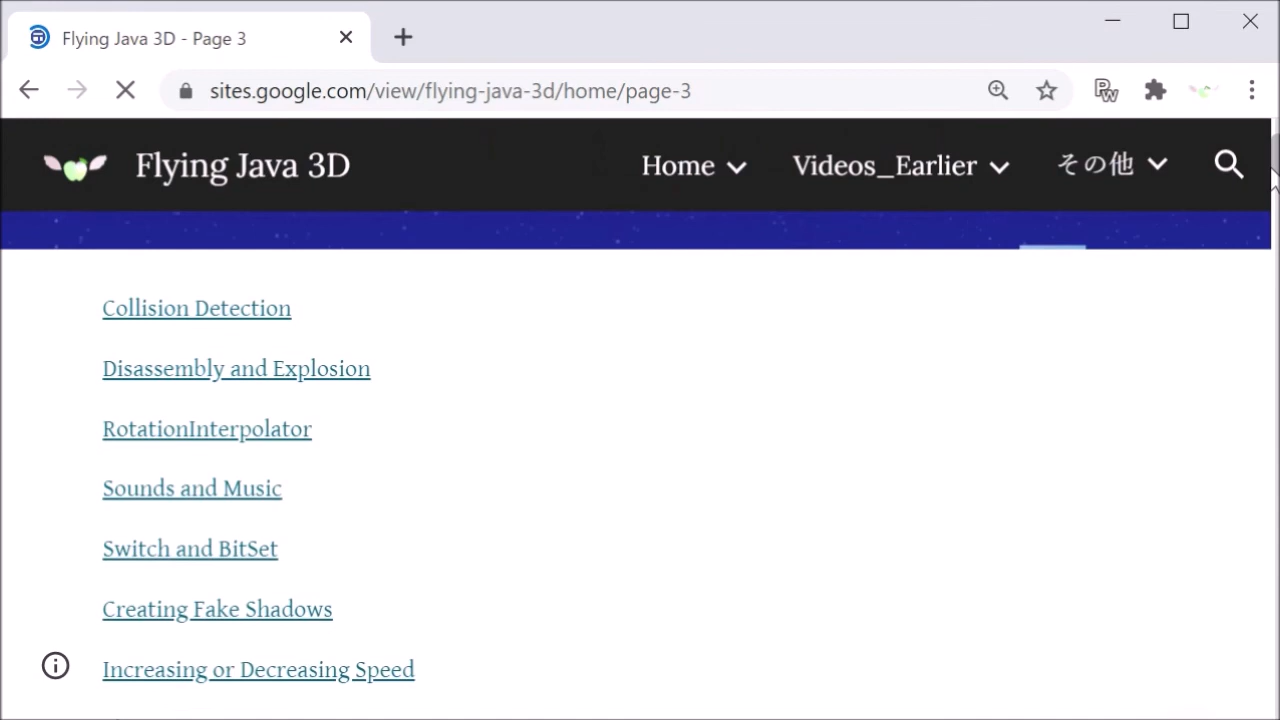 Flying Java 3D - Page 3
sites.google.com/view/flying-java-3d/home/page-3
Flying Java 3D
Home
Videos_Earlier
その他
Collision Detection
Disassembly and Explosion
RotationInterpolator
Sounds and Music
Switch and BitSet
Creating Fake Shadows
Increasing or Decreasing Speed